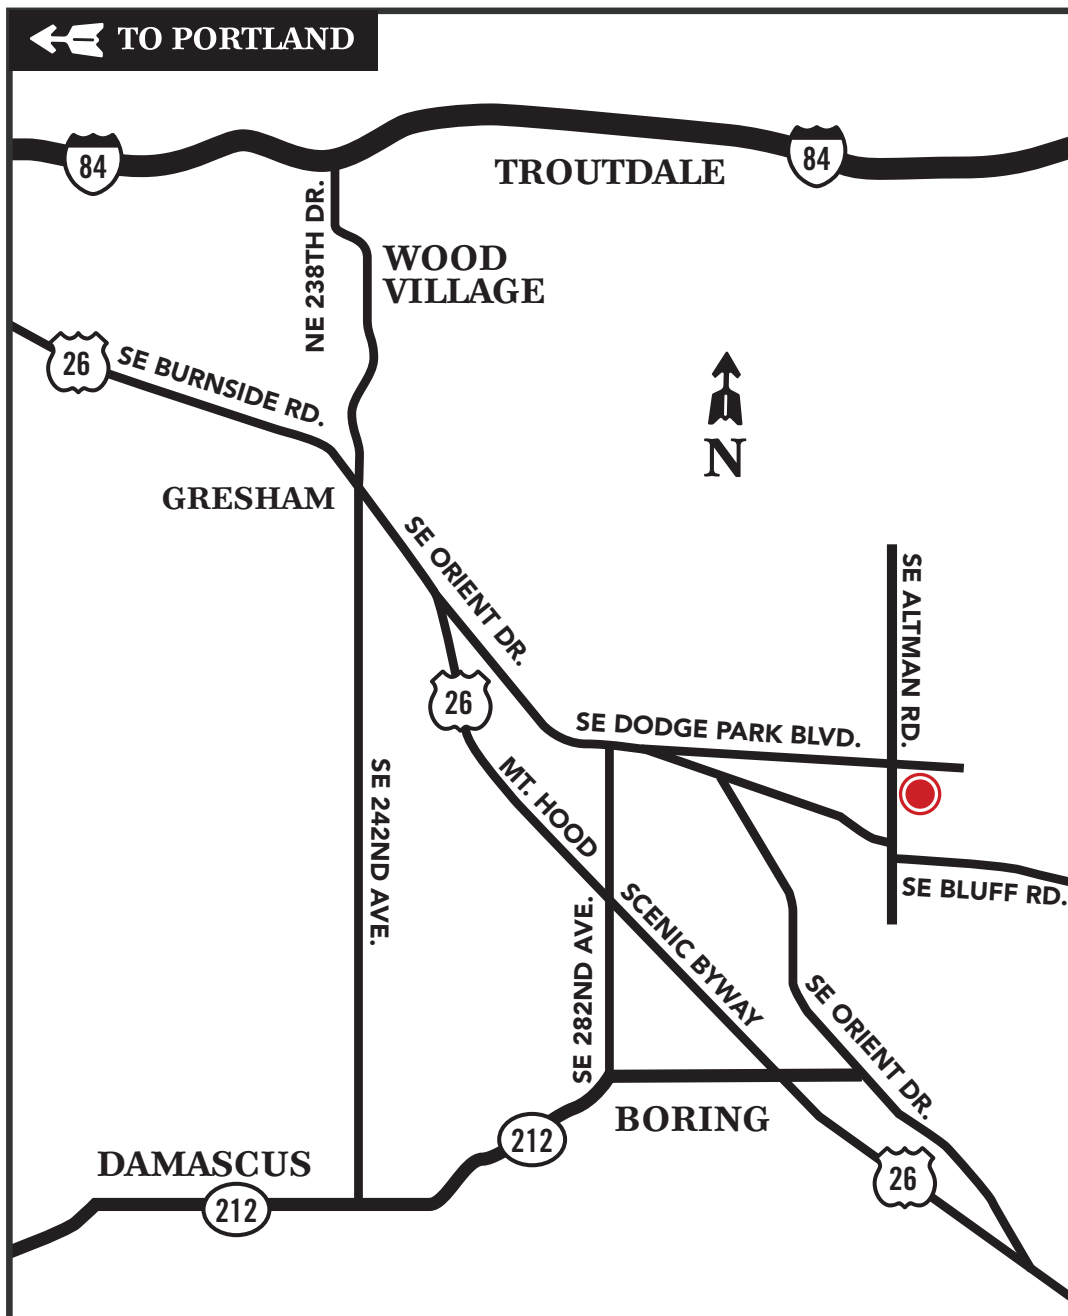 TO PORTLAND
84
TROUTDALE
84
NE 238TH DR.
WOOD
VILLAGE
26
SE BURNSIDE RD.
N
GRESHAM
SE ORIENT DR.
SE ALTMAN RD.
26
SE DODGE PARK BLVD.
SE 242ND AVE.
MT. HOOD
SCENIC BYWAY
SE BLUFF RD.
SE 282ND AVE.
SE ORIENT DR.
BORING
212
DAMASCUS
26
212